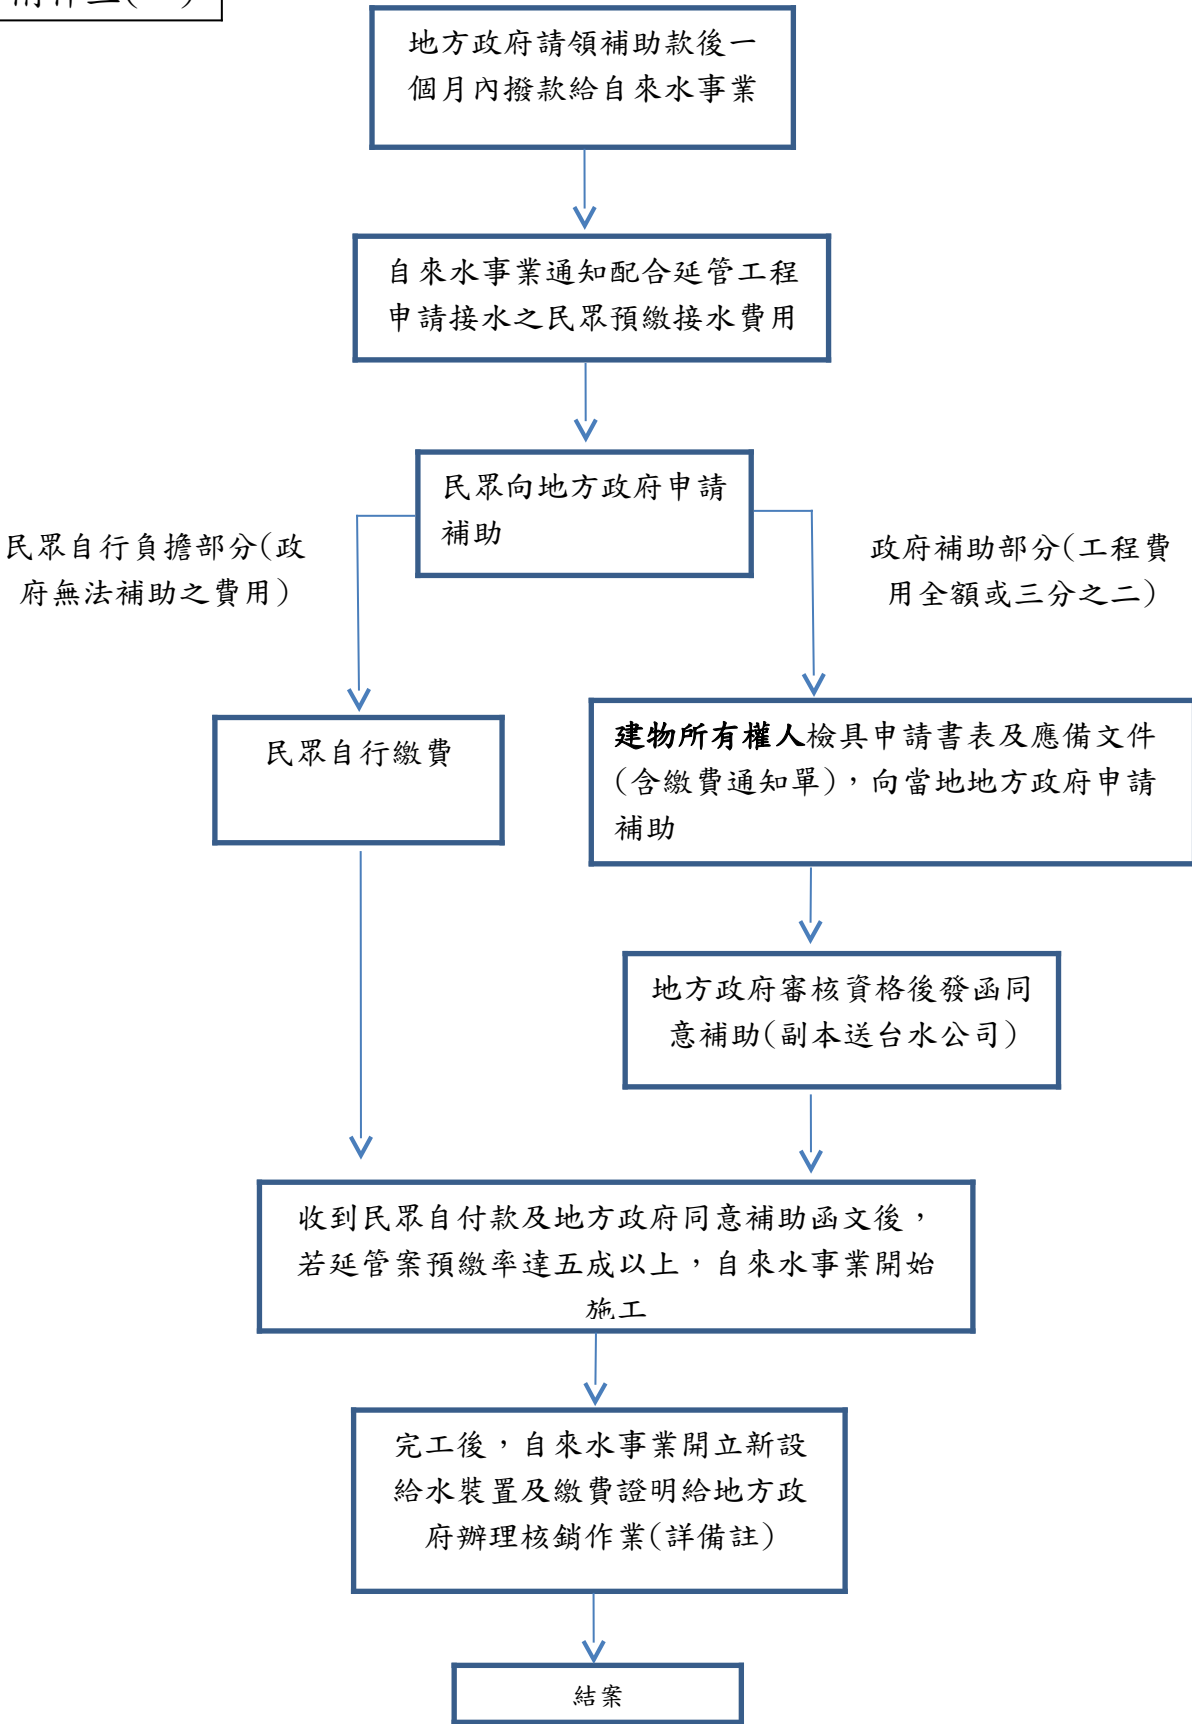 地方政府請領補助款後一
個月內撥款給自來水事業
自來水事業通知配合延管工程
申請接水之民眾預繳接水費用
民眾向地方政府申請
補助
民眾自行負擔部分(政
府無法補助之費用)
政府補助部分(工程費
用全額或三分之二)
民眾自行繳費
建物所有權人檢具申請書表及應備文件
(含繳費通知單)，向當地地方政府申請
補助
地方政府審核資格後發函同
意補助(副本送台水公司)
收到民眾自付款及地方政府同意補助函文後，
若延管案預繳率達五成以上，自來水事業開始
施工
完工後，自來水事業開立新設
給水裝置及繳費證明給地方政
府辦理核銷作業(詳備註)
結案